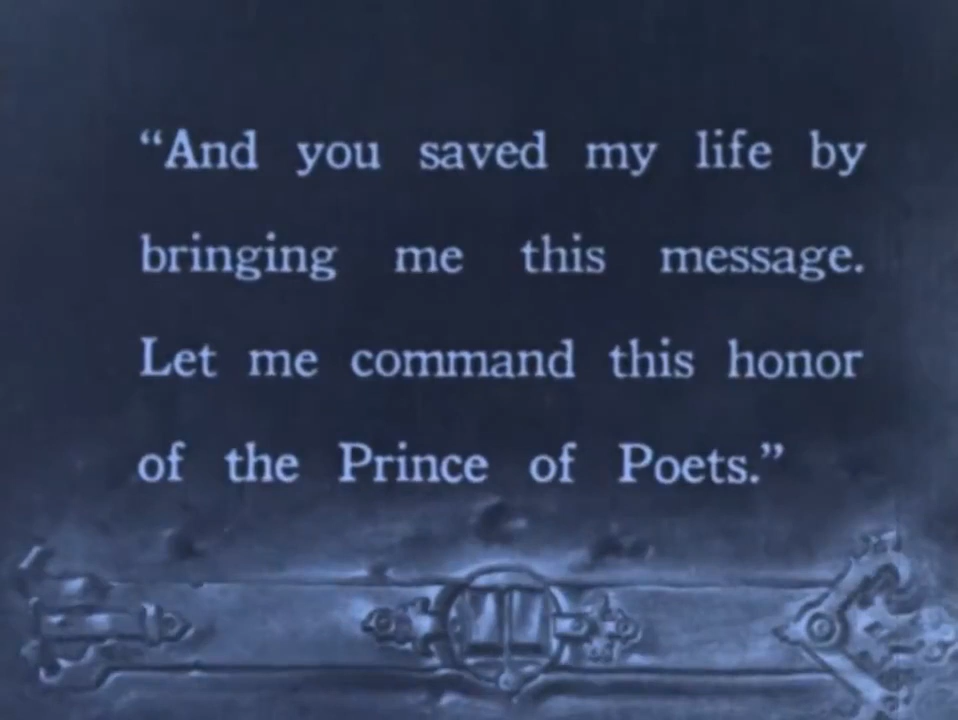 “And you saved my life by
bringing me this message.
Let me command this honor
of the Prince of Poets.”